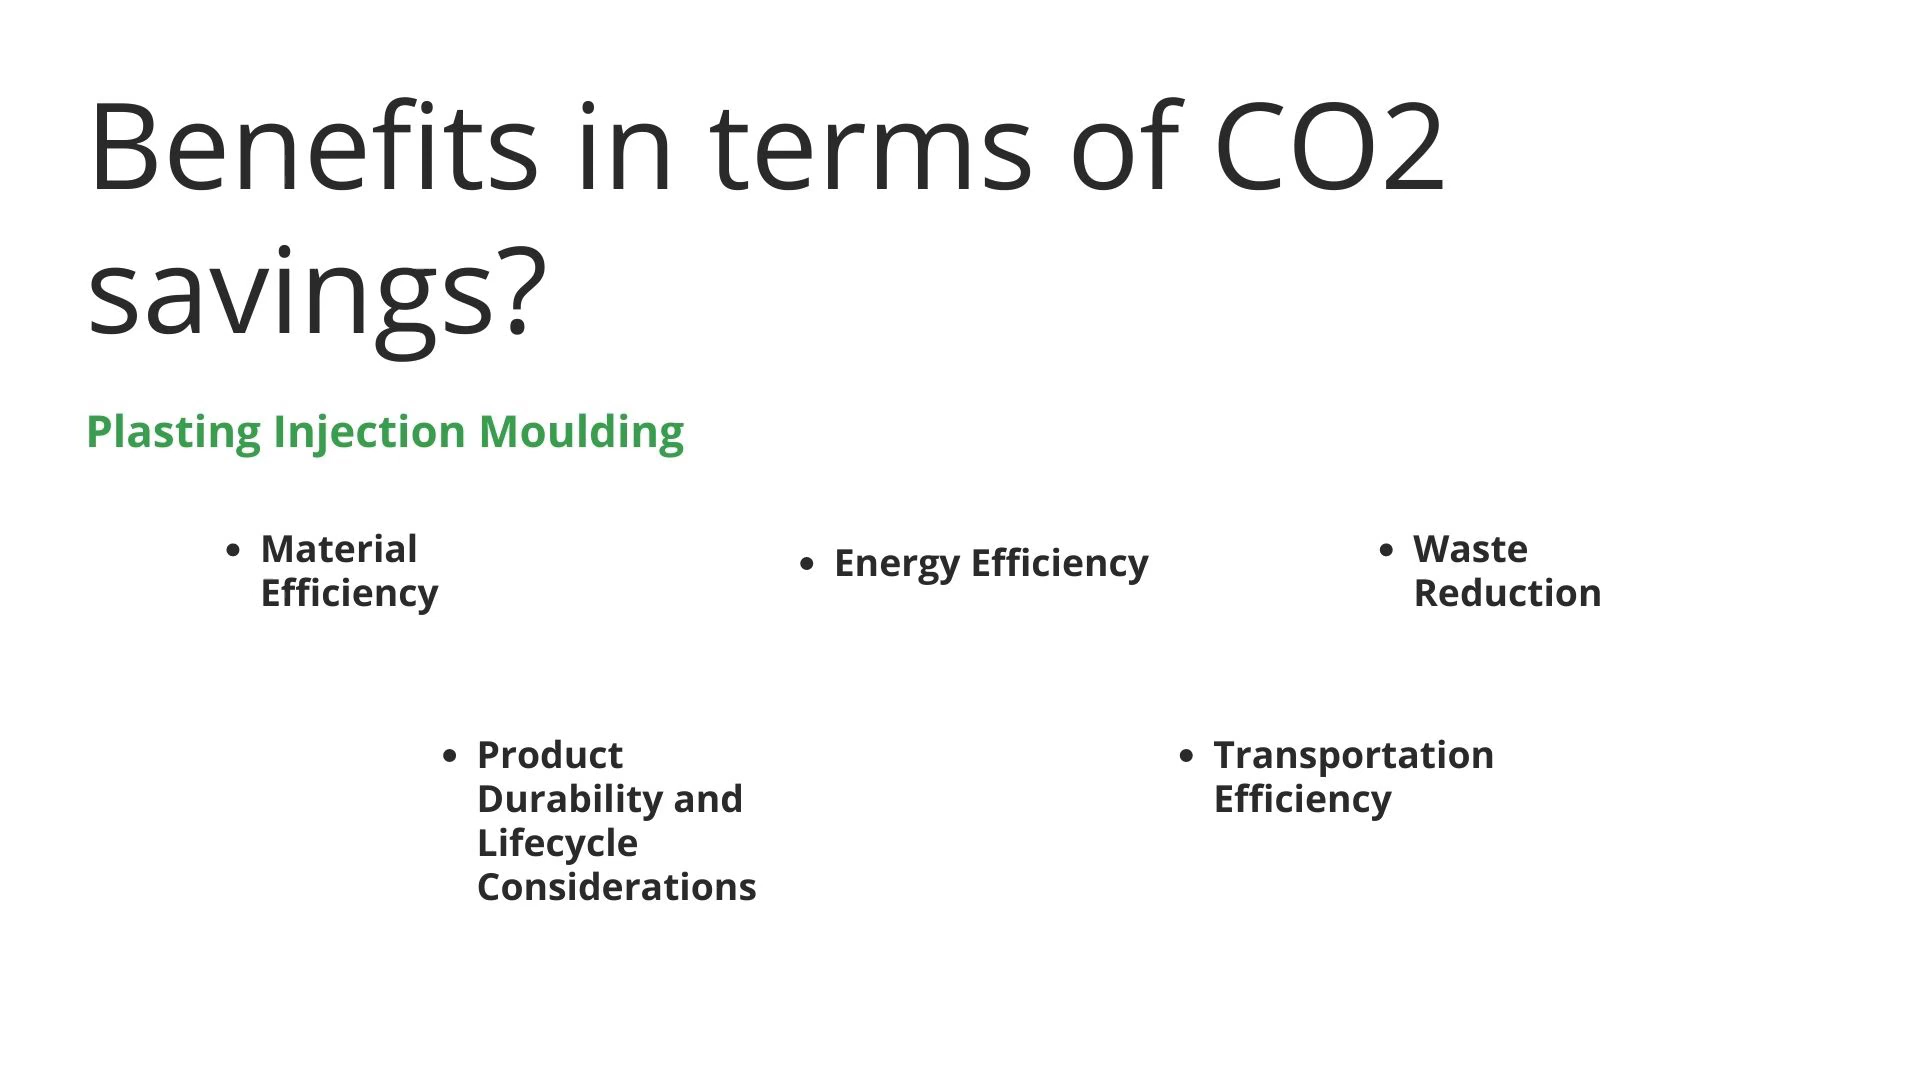 Benefits in terms of CO2
savings?
Plasting Injection Moulding
• Material
Efficiency
• Energy Efficiency
• Waste
Reduction
• Product
Durability and
Lifecycle
Considerations
• Transportation
Efficiency